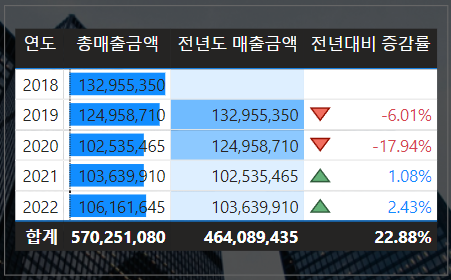 연도 총매출금액 전년도 매출금액 전년대비 증감률
2018 132,955,350
2019 124,958,710 132,955,350 -6.01%
2020 102,535,465 124,958,710 -17.94%
2021 103,639,910 102,535,465 1.08%
2022 106,161,645 103,639,910 2.43%
합계 570,251,080 464,089,435 22.88%